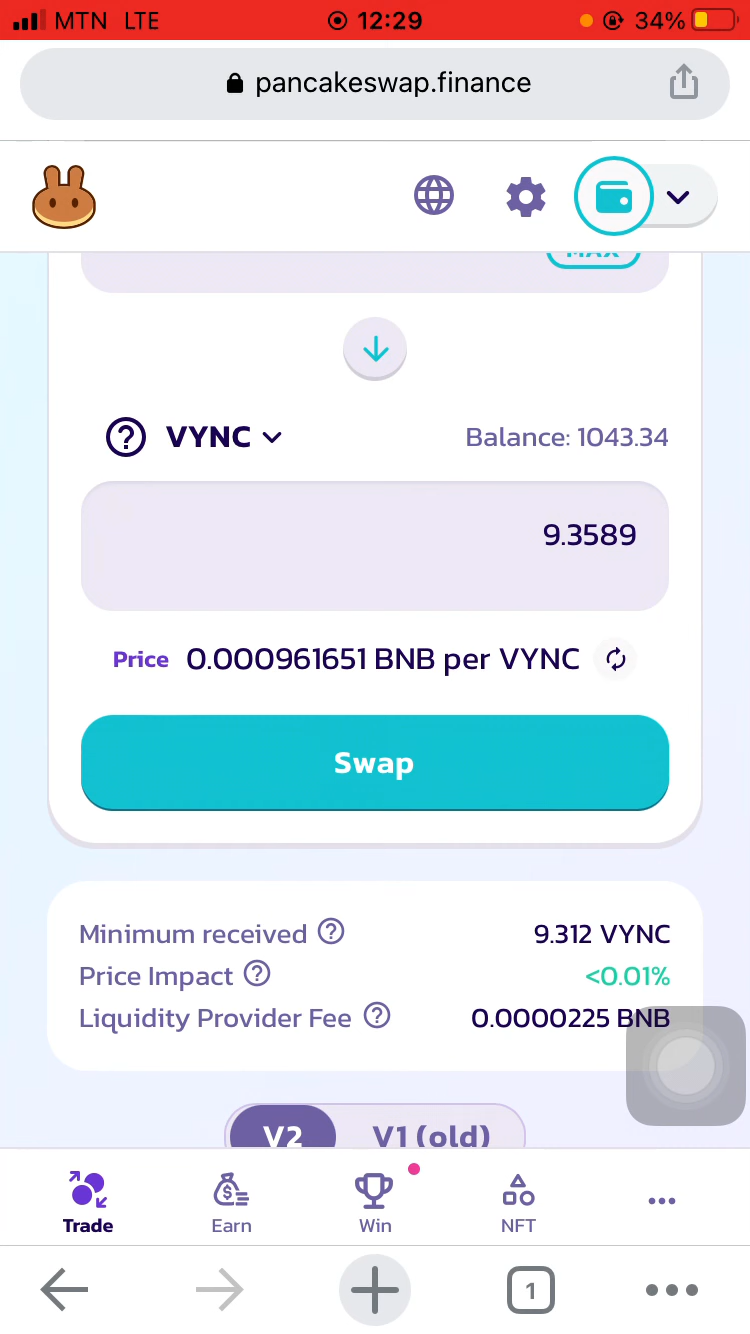 MTN LTE 12:29 34%
pancakeswap.finance
MAX
VYNC Balance: 1043.34
9.3589
Price 0.000961651 BNB per VYNC
Swap
Minimum received ? 9.312 VYNC
Price Impact ? <0.01%
Liquidity Provider Fee ? 0.0000225 BNB
V2 V1 (old)
Trade Earn Win NFT
1